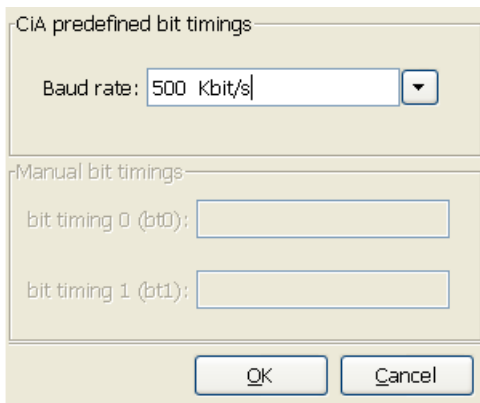 CiA predefined bit timings
Baud rate: 500 Kbit/s
Manual bit timings
bit timing 0 (bt0):
bit timing 1 (bt1):
OK Cancel